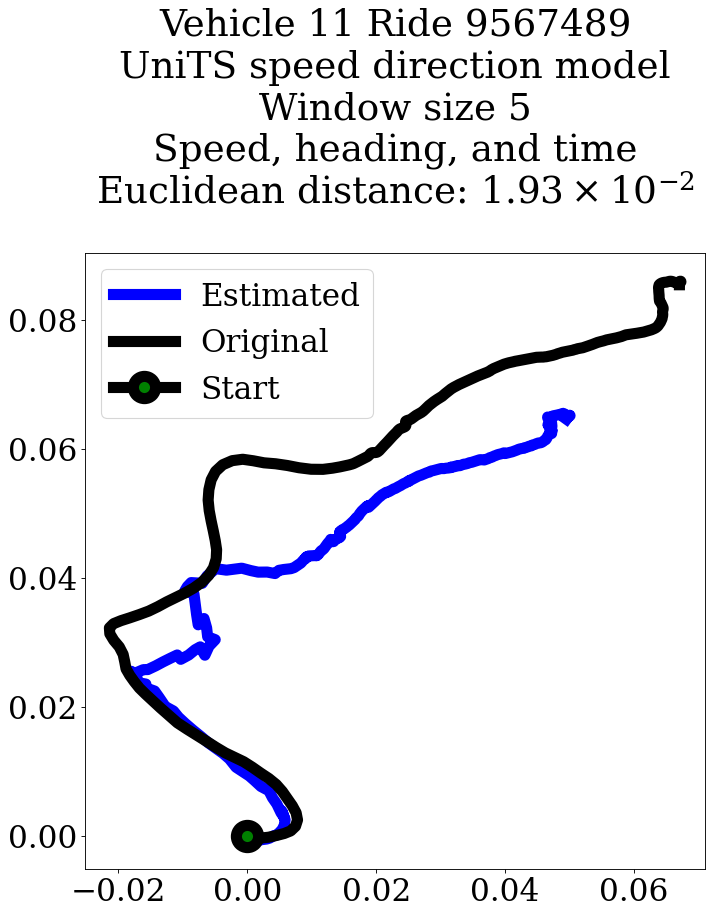 Vehicle 11 Ride 9567489
UniTS speed direction model
Window size 5
Speed, heading, and time
Euclidean distance: 1.93 × 10⁻²
Estimated
Original
Start
0.08
0.06
0.04
0.02
0.00
−0.02 0.00 0.02 0.04 0.06